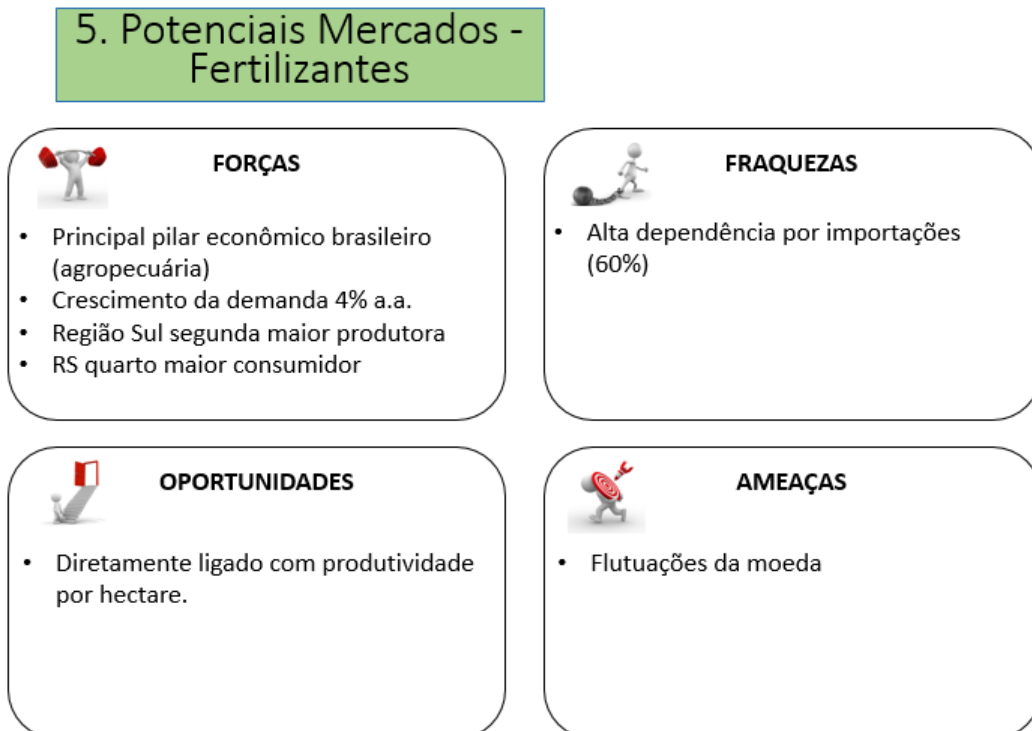 5. Potenciais Mercados -
Fertilizantes
FORÇAS
• Principal pilar econômico brasileiro
(agropecuária)
• Crescimento da demanda 4% a.a.
• Região Sul segunda maior produtora
• RS quarto maior consumidor
FRAQUEZAS
• Alta dependência por importações
(60%)
OPORTUNIDADES
• Diretamente ligado com produtividade
por hectare.
AMEAÇAS
• Flutuações da moeda